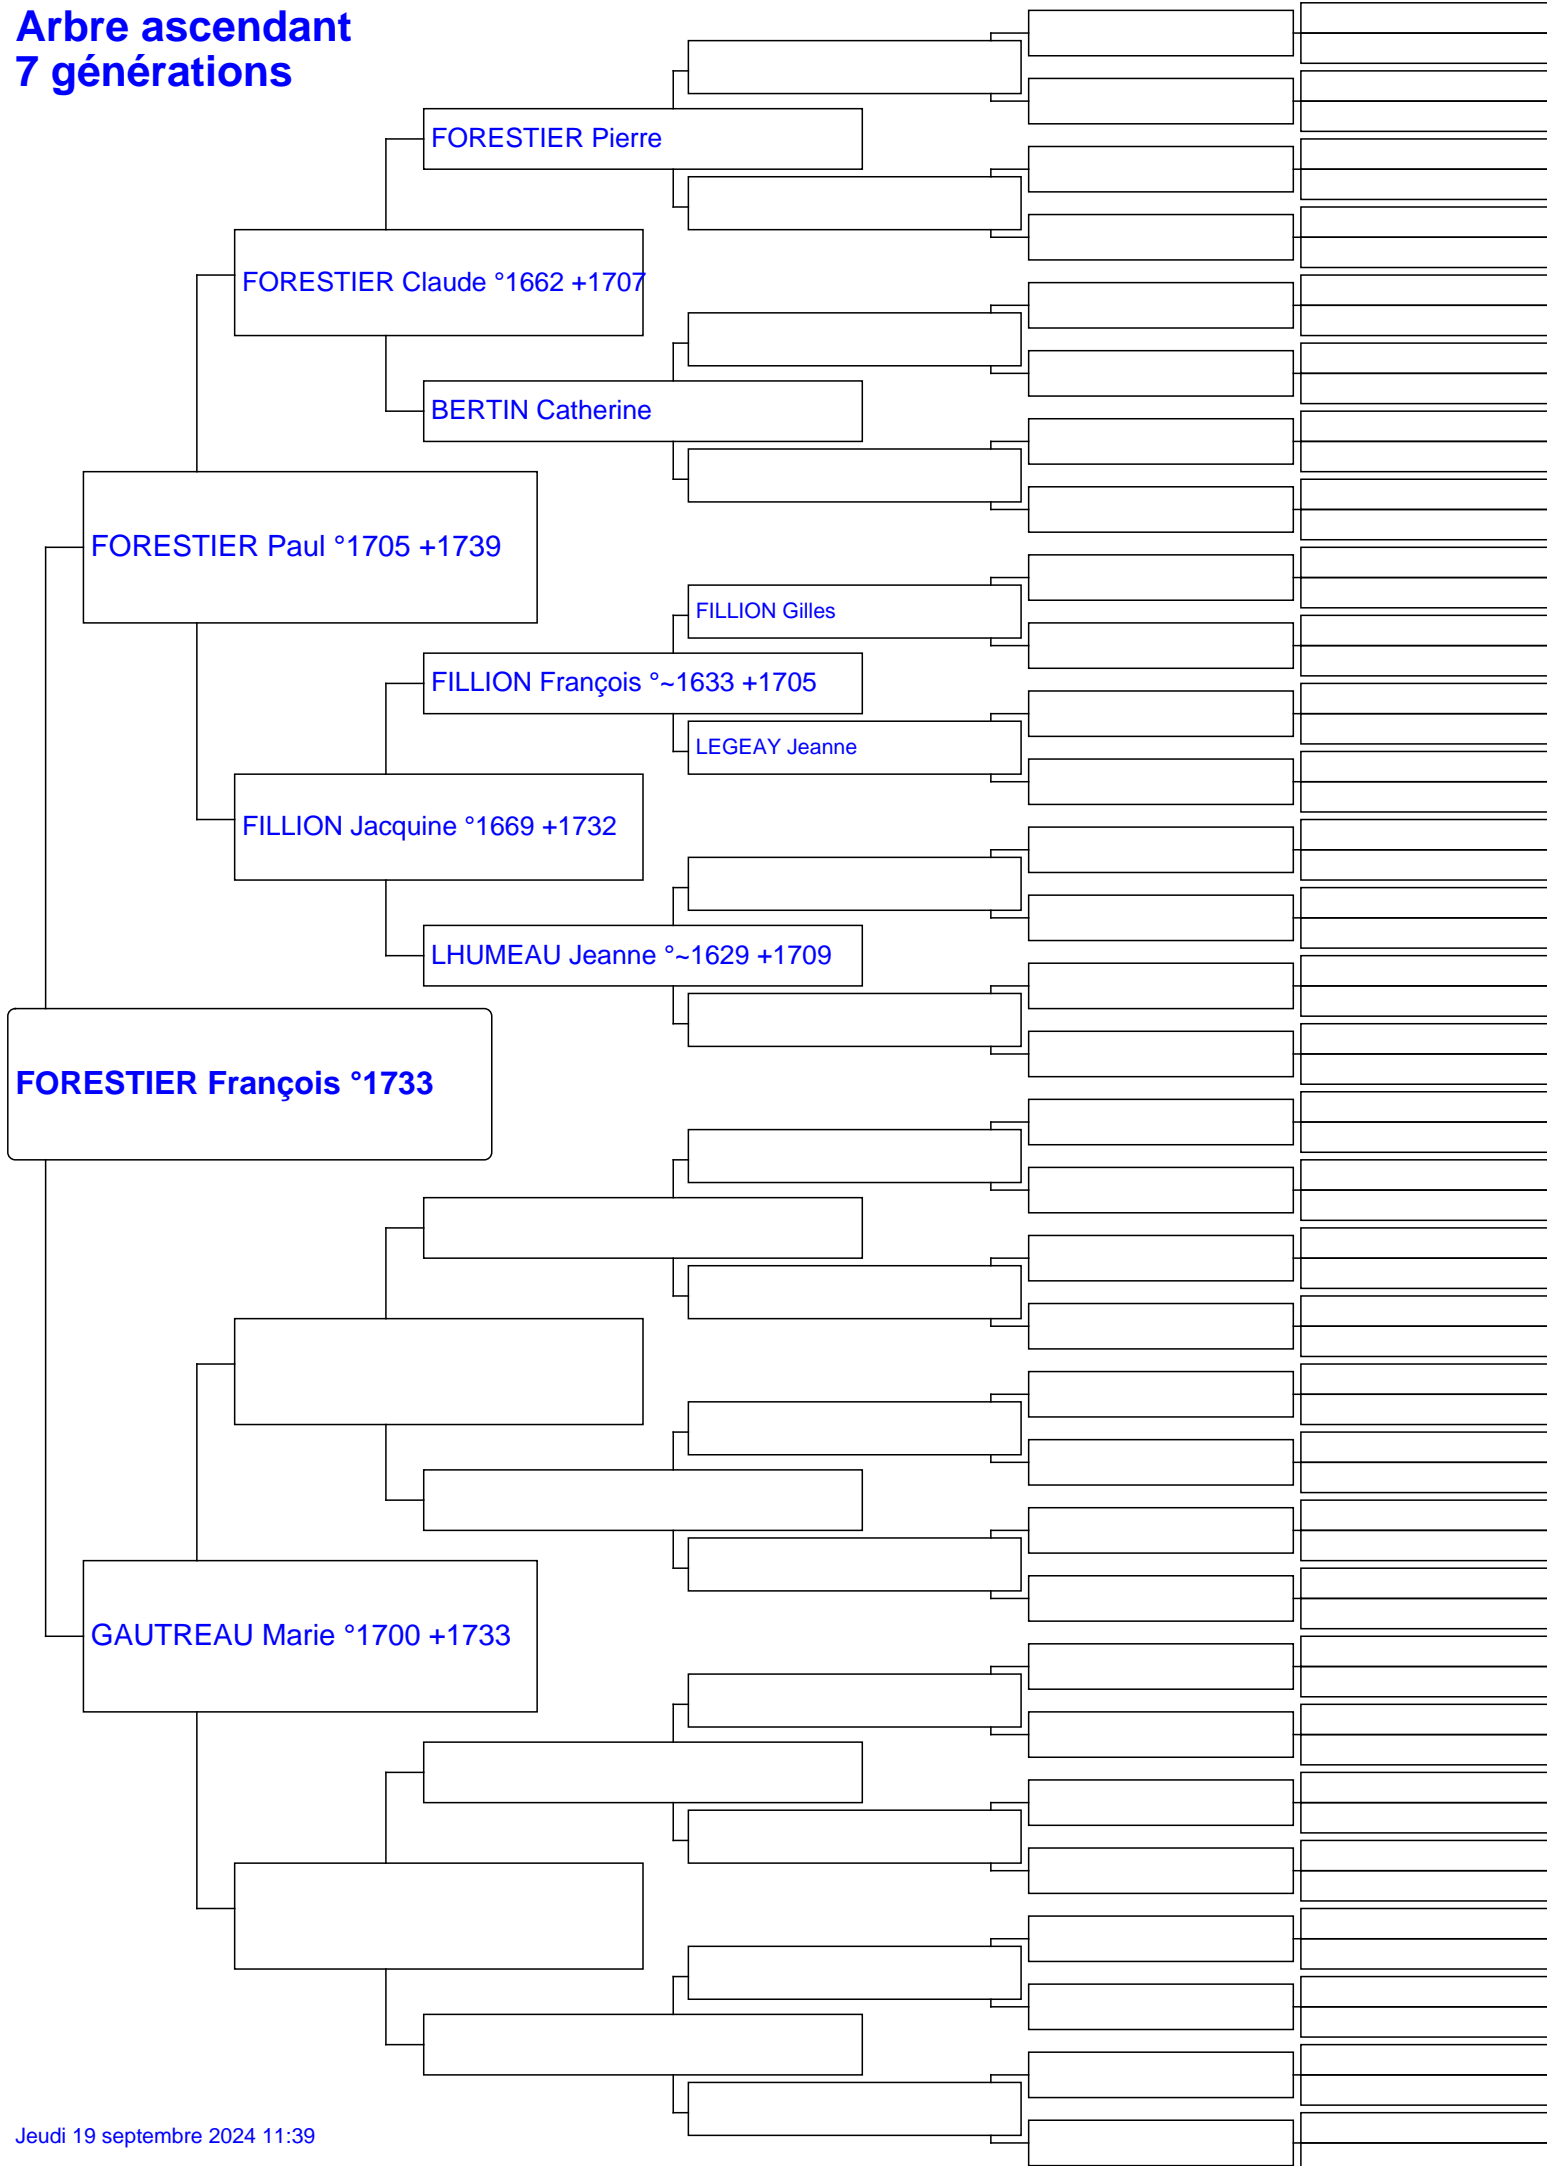 Arbre ascendant
7 générations
FORESTIER Pierre
FORESTIER Claude °1662 +1707
BERTIN Catherine
FORESTIER Paul °1705 +1739
FILLION Gilles
FILLION François °~1633 +1705
LEGEAY Jeanne
FILLION Jacquine °1669 +1732
LHUMEAU Jeanne °~1629 +1709
FORESTIER François °1733
GAUTREAU Marie °1700 +1733
Jeudi 19 septembre 2024 11:39